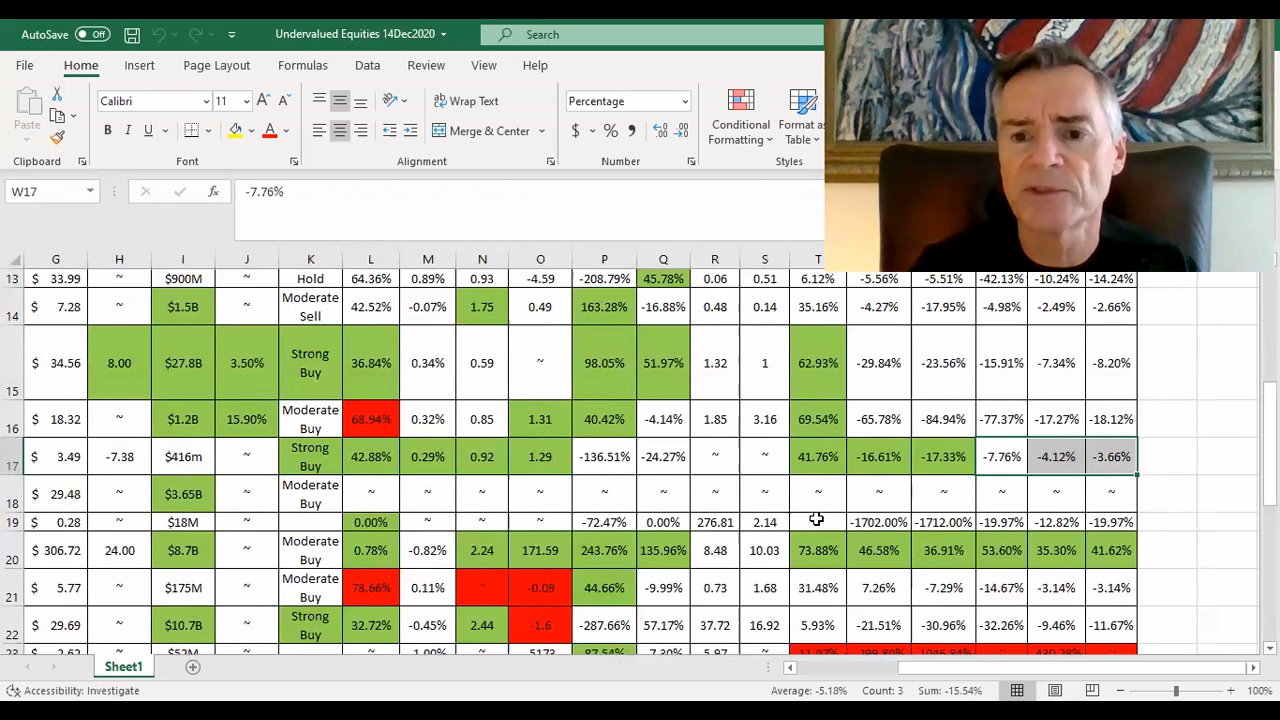 AutoSave Off Undervalued Equities 14Dec2020 Search
File Home Insert Page Layout Formulas Data Review View Help
Paste Calibri 11 A A Wrap Text Percentage Conditional Formatting Format as Table
B I U A Merge & Center $ % 9
Clipboard Font Alignment Number Styles
W17 fx -7.76%
G H I J K L M N O P Q R S T
13 $ 33.99 ~ $900M ~ Hold 64.36% 0.89% 0.93 -4.59 -208.79% 45.78% 0.06 0.51 6.12% -5.56% -5.51% -42.13% -10.24% -14.24%
14 $ 7.28 ~ $1.5B ~ Moderate Sell 42.52% -0.07% 1.75 0.49 163.28% -16.88% 0.48 0.14 35.16% -4.27% -17.95% -4.98% -2.49% -2.66%
15 $ 34.56 8.00 $27.8B 3.50% Strong Buy 36.84% 0.34% 0.59 ~ 98.05% 51.97% 1.32 1 62.93% -29.84% -23.56% -15.91% -7.34% -8.20%
16 $ 18.32 ~ $1.2B 15.90% Moderate Buy 68.94% 0.32% 0.85 1.31 40.42% -4.14% 1.85 3.16 69.54% -65.78% -84.94% -77.37% -17.27% -18.12%
17 $ 3.49 -7.38 $416m ~ Strong Buy 42.88% 0.29% 0.92 1.29 -136.51% -24.27% ~ ~ 41.76% -16.61% -17.33% -7.76% -4.12% -3.66%
18 $ 29.48 ~ $3.65B ~ Moderate Buy ~ ~ ~ ~ ~ ~ ~ ~ ~ ~ ~ ~ ~ ~
19 $ 0.28 ~ $18M ~ 0.00% ~ ~ ~ -72.47% 0.00% 276.81 2.14 -1702.00% -1712.00% -19.97% -12.82% -19.97%
20 $ 306.72 24.00 $8.7B ~ Moderate Buy 0.78% -0.82% 2.24 171.59 243.76% 135.96% 8.48 10.03 73.88% 46.58% 36.91% 53.60% 35.30% 41.62%
21 $ 5.77 ~ $175M ~ Moderate Buy 78.66% 0.11% ~ -0.09 44.66% -9.99% 0.73 1.68 31.48% 7.26% -7.29% -14.67% -3.14% -3.14%
22 $ 29.69 ~ $10.7B ~ Strong Buy 32.72% -0.45% 2.44 -1.6 -287.66% 57.17% 37.72 16.92 5.93% -21.51% -30.96% -32.26% -9.46% -11.67%
Sheet1
Accessibility: Investigate Average: -5.18% Count: 3 Sum: -15.54% 100%